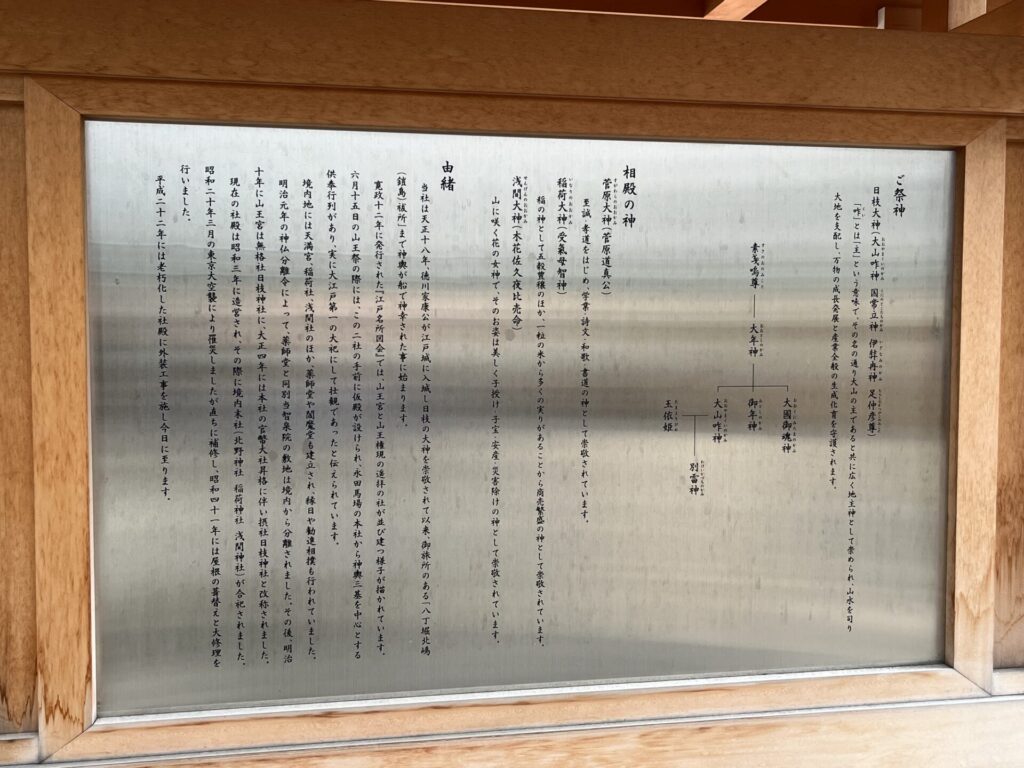 ご祭神
日枝大神(大山咋神 国常立神 伊弉冉神 足仲彦尊)
「咋」とは「主」という意味で、その名の通り大山の主であると共に広く地主神として崇められ、山水を司り
大地を支配し、万物の成長発展と産業全般の生成化育を守護されます。
素戔嗚尊
大年神
大國御魂神
御年神
大山咋神
玉依姫
別雷神
相殿の神
菅原大神(菅原道真公)
至誠・孝道をはじめ、学業・詩文・和歌・書道の神として崇敬されています。
稲荷大神(受氣母智神)
稲の神として五穀豊穣のほか、一粒の米から多くの実りがあることから商売繁盛の神として崇敬されています。
浅間大神(木花佐久夜比売命)
山に咲く花の女神で、そのお姿は美しく子授け・子宝・安産・災害除けの神として崇敬されています。
由緒
当社は天正十八年、徳川家康公が江戸城に入城し日枝の大神を崇敬されて以来、御旅所のある「八丁堀北嶋
(鎧島)祓所」まで神輿が船で神幸された事に始まります。
寛政十二年に発行された『江戸名所図会』では、山王宮と山王権現の遥拝の社が並び建つ様子が描かれています。
六月十五日の山王祭の際には、この二社の手前に仮殿が設けられ、永田馬場の本社から神輿三基を中心とする
供奉行列があり、実に大江戸第一の大祀にして壮観であったと伝えられています。
境内地には天満宮、稲荷社、浅間社のほか、薬師堂や閻魔堂も建立され、縁日や勧進相撲も行われていました。
明治元年の神仏分離令によって、薬師堂と同別当智泉院の敷地は境内から分離されました。その後、明治
十年に山王宮は無格社日枝神社に、大正四年には本社の官幣大社昇格に伴い摂社日枝神社と改称されました。
現在の社殿は昭和三年に造営され、その際に境内末社(北野神社 稲荷神社 浅間神社)が合祀されました。
昭和二十年三月の東京大空襲により罹災しましたが直ちに補修し、昭和四十一年には屋根の葺替えと大修理を
行いました。
平成二十二年には老朽化した社殿に外装工事を施し今日に至ります。